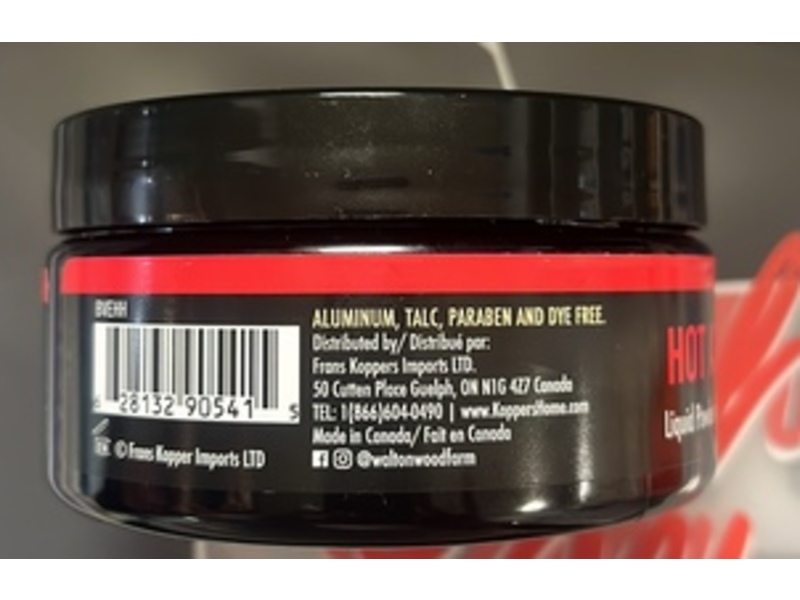 BVEHH
ALUMINUM, TALC, PARABEN AND DYE FREE.
Distributed by/ Distribué par:
Frans Koppers Imports LTD.
50 Cutten Place Guelph, ON N1G 4Z7 Canada
TEL: 1(866)604-0490 | www.KoppersHome.com
Made in Canada/ Fait en Canada
@waltonwoodfarm
28132 90541 5
© Frans Kopper Imports LTD
HOT
Liquid